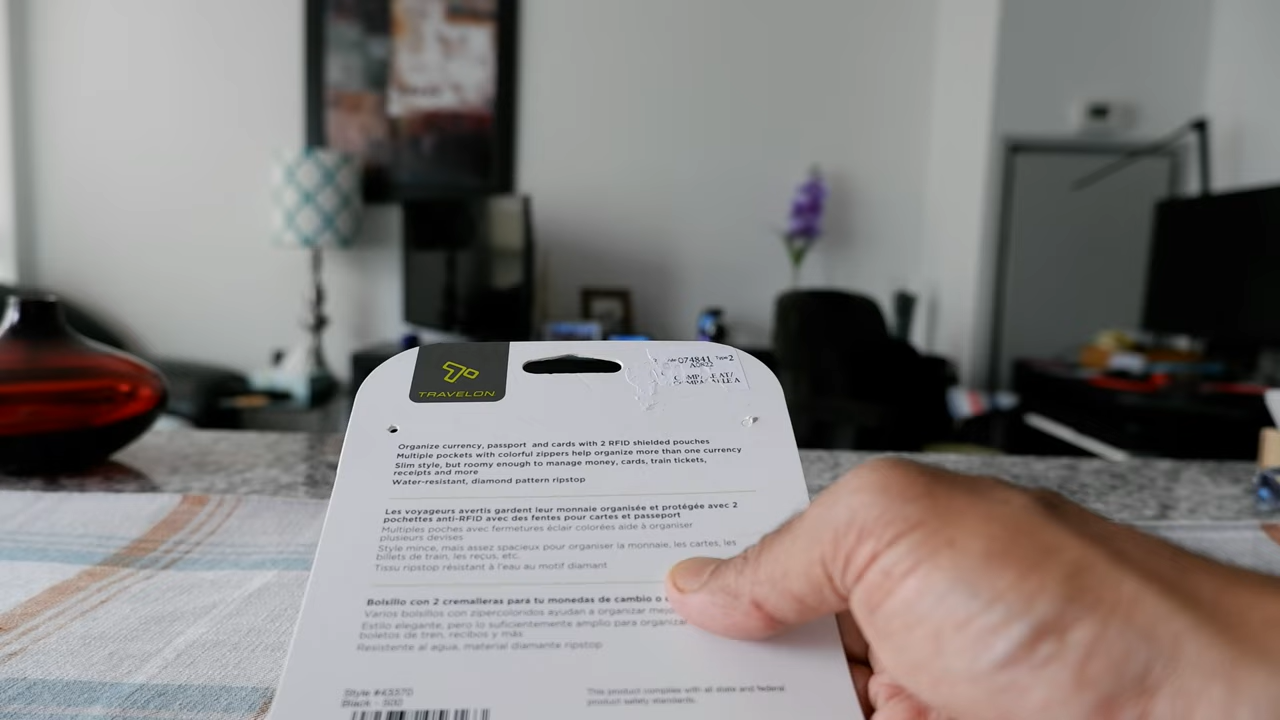 TRAVELON
074841 Type 2
A0822
Organize currency, passport and cards with 2 RFID shielded pouches
Multiple pockets with colorful zippers help organize more than one currency
Slim style, but roomy enough to manage money, cards, train tickets,
receipts and more
Water-resistant, diamond pattern ripstop
Les voyageurs avertis gardent leur monnaie organisée et protégée avec 2
pochettes anti-RFID avec des fentes pour cartes et passeport
Multiples poches avec fermetures éclair colorées aide à organiser
plusieurs devises
Style mince, mais assez spacieux pour organiser la monnaie, les cartes, les
billets de train, les reçus, etc.
Tissu ripstop résistant à l'eau au motif diamant
Bolsillo con 2 cremalleras para tu monedas de cambio o
Varios bolsillos con zipercoloridos ayudan a organizar
Estilo elegante, pero lo suficientemente amplio para organizar
boletos de tren, recibos y más
Resistente al agua, material diamante ripstop
Style #43370
Black - 500
This product complies with all state and federal
product safety standards.